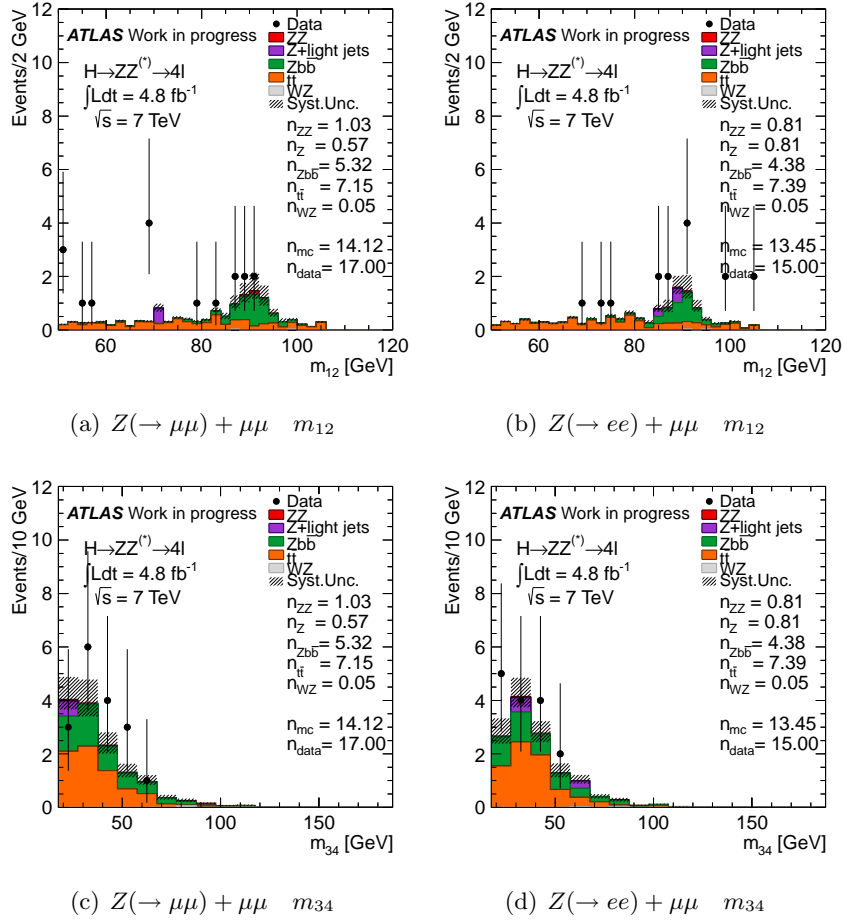 Events/2 GeV
12
10
8
6
4
2
0
60 80 100 120
m12 [GeV]
ATLAS Work in progress
H→ZZ(*)→4l
∫Ldt = 4.8 fb-1
√s = 7 TeV
Data
ZZ
Z+light jets
Zbb̄
tt̄
WZ
Syst.Unc.
nZZ = 1.03
nZ = 0.57
nZbb̄ = 5.32
ntt̄ = 7.15
nWZ = 0.05
nmc = 14.12
ndata = 17.00
(a) Z(→ μμ) + μμ m12
Events/2 GeV
12
10
8
6
4
2
0
60 80 100 120
m12 [GeV]
ATLAS Work in progress
H→ZZ(*)→4l
∫Ldt = 4.8 fb-1
√s = 7 TeV
Data
ZZ
Z+light jets
Zbb̄
tt̄
WZ
Syst.Unc.
nZZ = 0.81
nZ = 0.81
nZbb̄ = 4.38
ntt̄ = 7.39
nWZ = 0.05
nmc = 13.45
ndata = 15.00
(b) Z(→ ee) + μμ m12
Events/10 GeV
12
10
8
6
4
2
0
50 100 150
m34 [GeV]
ATLAS Work in progress
H→ZZ(*)→4l
∫Ldt = 4.8 fb-1
√s = 7 TeV
Data
ZZ
Z+light jets
Zbb̄
tt̄
WZ
Syst.Unc.
nZZ = 1.03
nZ = 0.57
nZbb̄ = 5.32
ntt̄ = 7.15
nWZ = 0.05
nmc = 14.12
ndata = 17.00
(c) Z(→ μμ) + μμ m34
Events/10 GeV
12
10
8
6
4
2
0
50 100 150
m34 [GeV]
ATLAS Work in progress
H→ZZ(*)→4l
∫Ldt = 4.8 fb-1
√s = 7 TeV
Data
ZZ
Z+light jets
Zbb̄
tt̄
WZ
Syst.Unc.
nZZ = 0.81
nZ = 0.81
nZbb̄ = 4.38
ntt̄ = 7.39
nWZ = 0.05
nmc = 13.45
ndata = 15.00
(d) Z(→ ee) + μμ m34